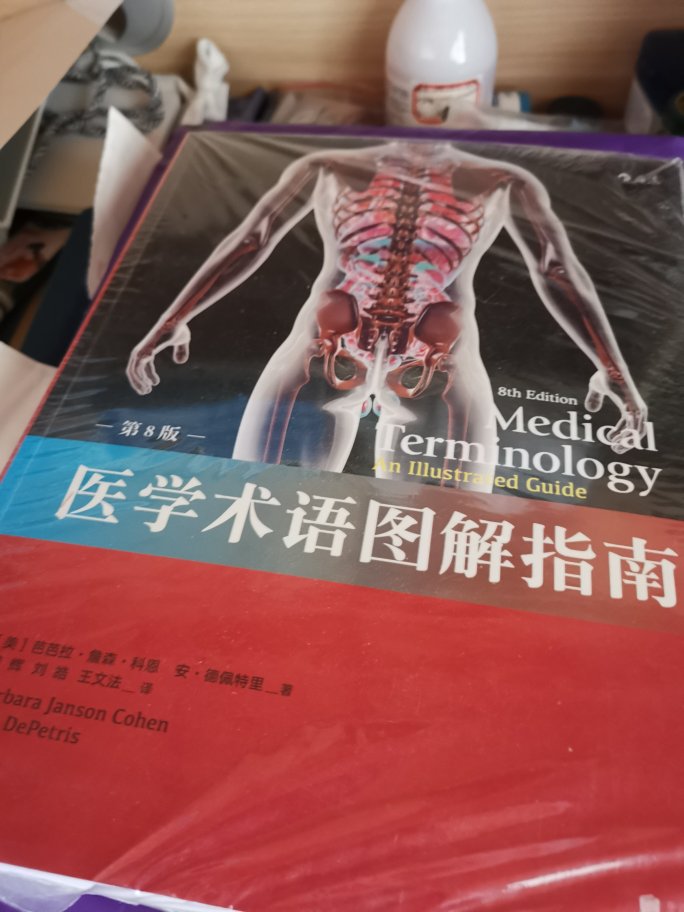 8th Edition
Medical
Terminology
An Illustrated Guide
第8版
医学术语图解指南
美］芭芭拉·詹森·科恩 安·德佩特里 著
辉 刘皓 王文法 译
rbara Janson Cohen
DePetris